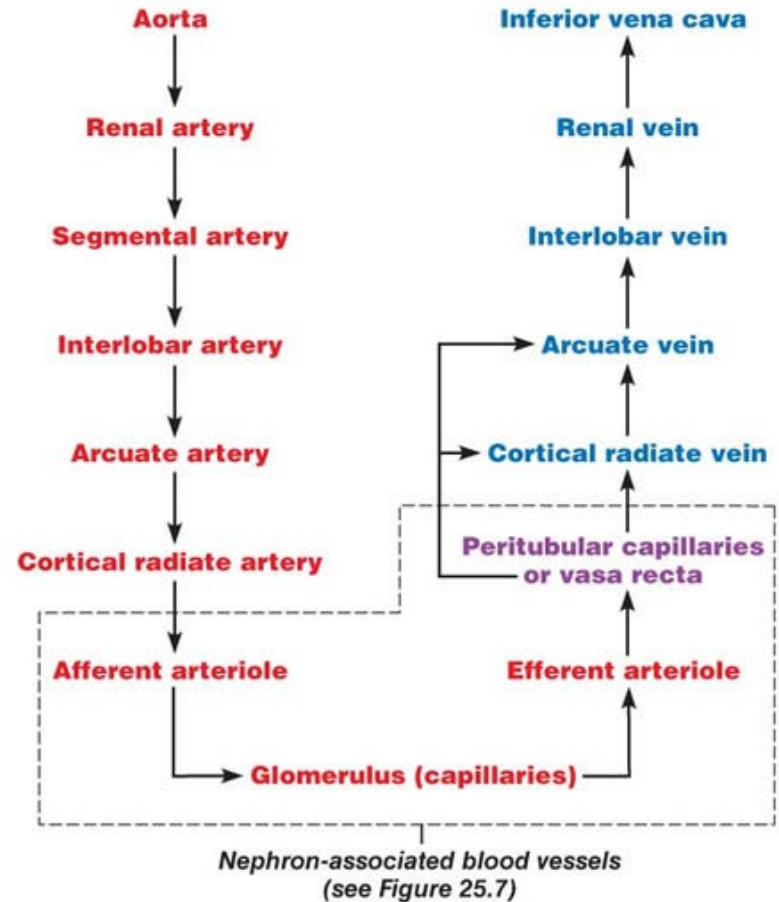 Aorta
Renal artery
Segmental artery
Interlobar artery
Arcuate artery
Cortical radiate artery
Afferent arteriole
Glomerulus (capillaries)
Efferent arteriole
Peritubular capillaries
or vasa recta
Cortical radiate vein
Arcuate vein
Interlobar vein
Renal vein
Inferior vena cava
Nephron-associated blood vessels
(see Figure 25.7)